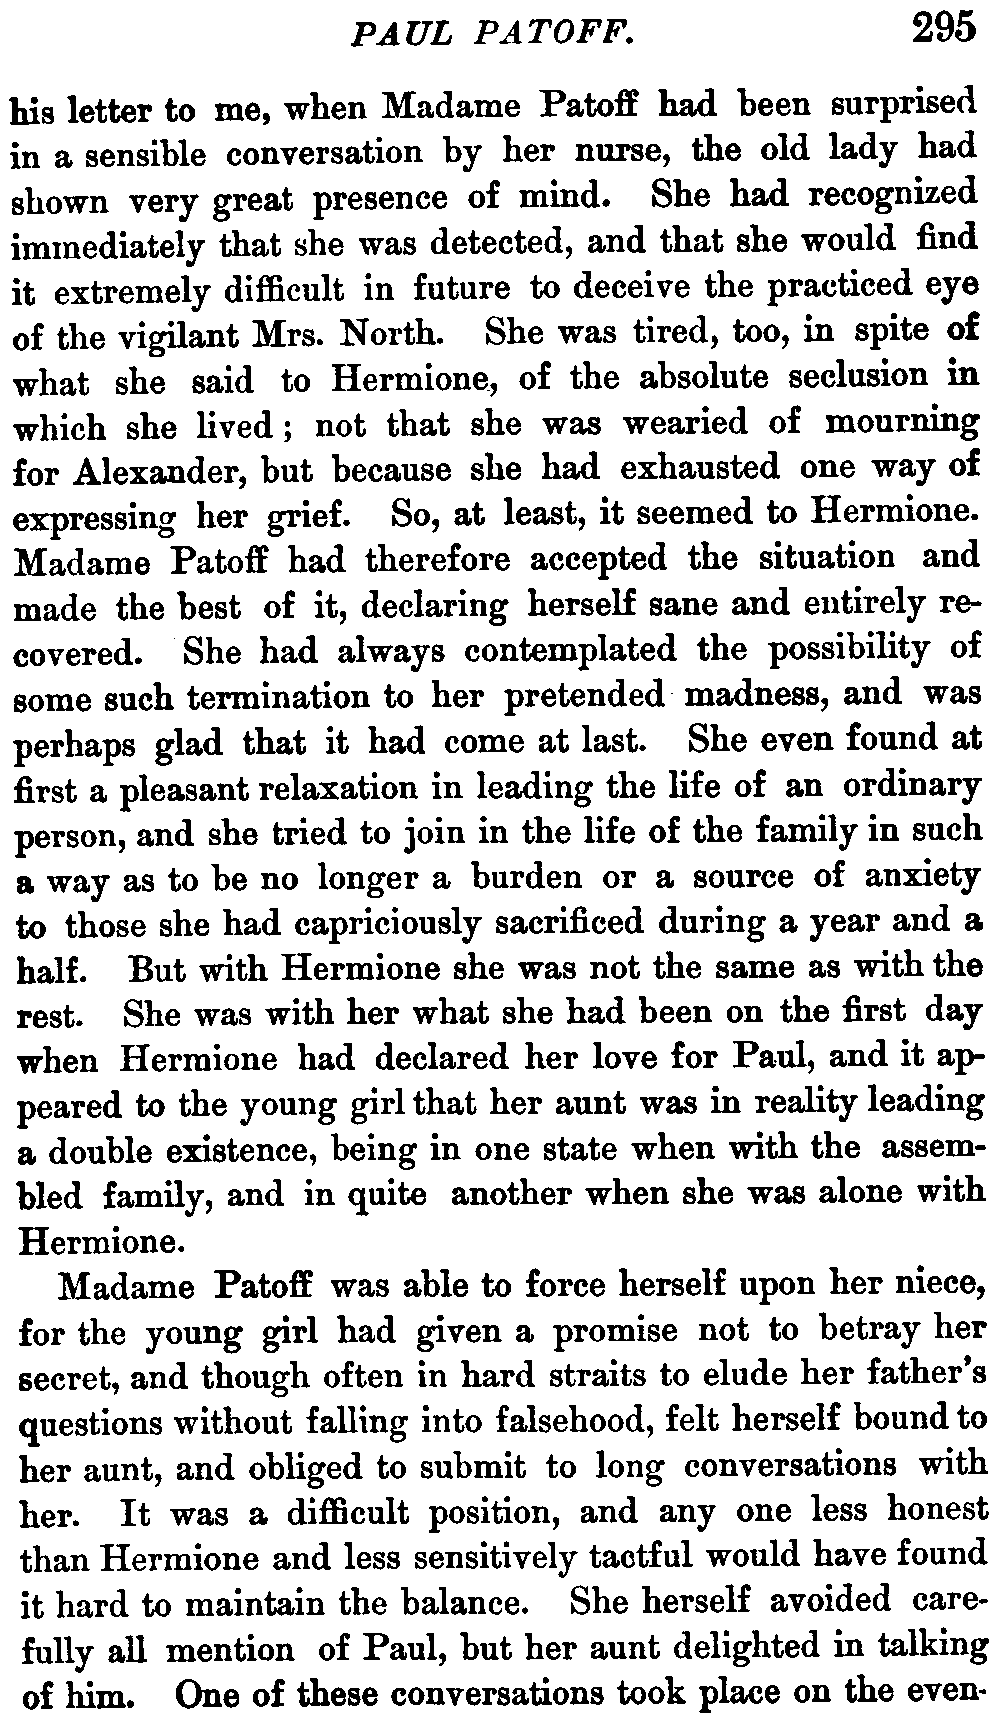 PAUL PATOFF. 295
his letter to me, when Madame Patoff had been surprised
in a sensible conversation by her nurse, the old lady had
shown very great presence of mind. She had recognized
immediately that she was detected, and that she would find
it extremely difficult in future to deceive the practiced eye
of the vigilant Mrs. North. She was tired, too, in spite of
what she said to Hermione, of the absolute seclusion in
which she lived; not that she was wearied of mourning
for Alexander, but because she had exhausted one way of
expressing her grief. So, at least, it seemed to Hermione.
Madame Patoff had therefore accepted the situation and
made the best of it, declaring herself sane and entirely re-
covered. She had always contemplated the possibility of
some such termination to her pretended madness, and was
perhaps glad that it had come at last. She even found at
first a pleasant relaxation in leading the life of an ordinary
person, and she tried to join in the life of the family in such
a way as to be no longer a burden or a source of anxiety
to those she had capriciously sacrificed during a year and a
half. But with Hermione she was not the same as with the
rest. She was with her what she had been on the first day
when Hermione had declared her love for Paul, and it ap-
peared to the young girl that her aunt was in reality leading
a double existence, being in one state when with the assem-
bled family, and in quite another when she was alone with
Hermione.
Madame Patoff was able to force herself upon her niece,
for the young girl had given a promise not to betray her
secret, and though often in hard straits to elude her father's
questions without falling into falsehood, felt herself bound to
her aunt, and obliged to submit to long conversations with
her. It was a difficult position, and any one less honest
than Hermione and less sensitively tactful would have found
it hard to maintain the balance. She herself avoided care-
fully all mention of Paul, but her aunt delighted in talking
of him. One of these conversations took place on the even-